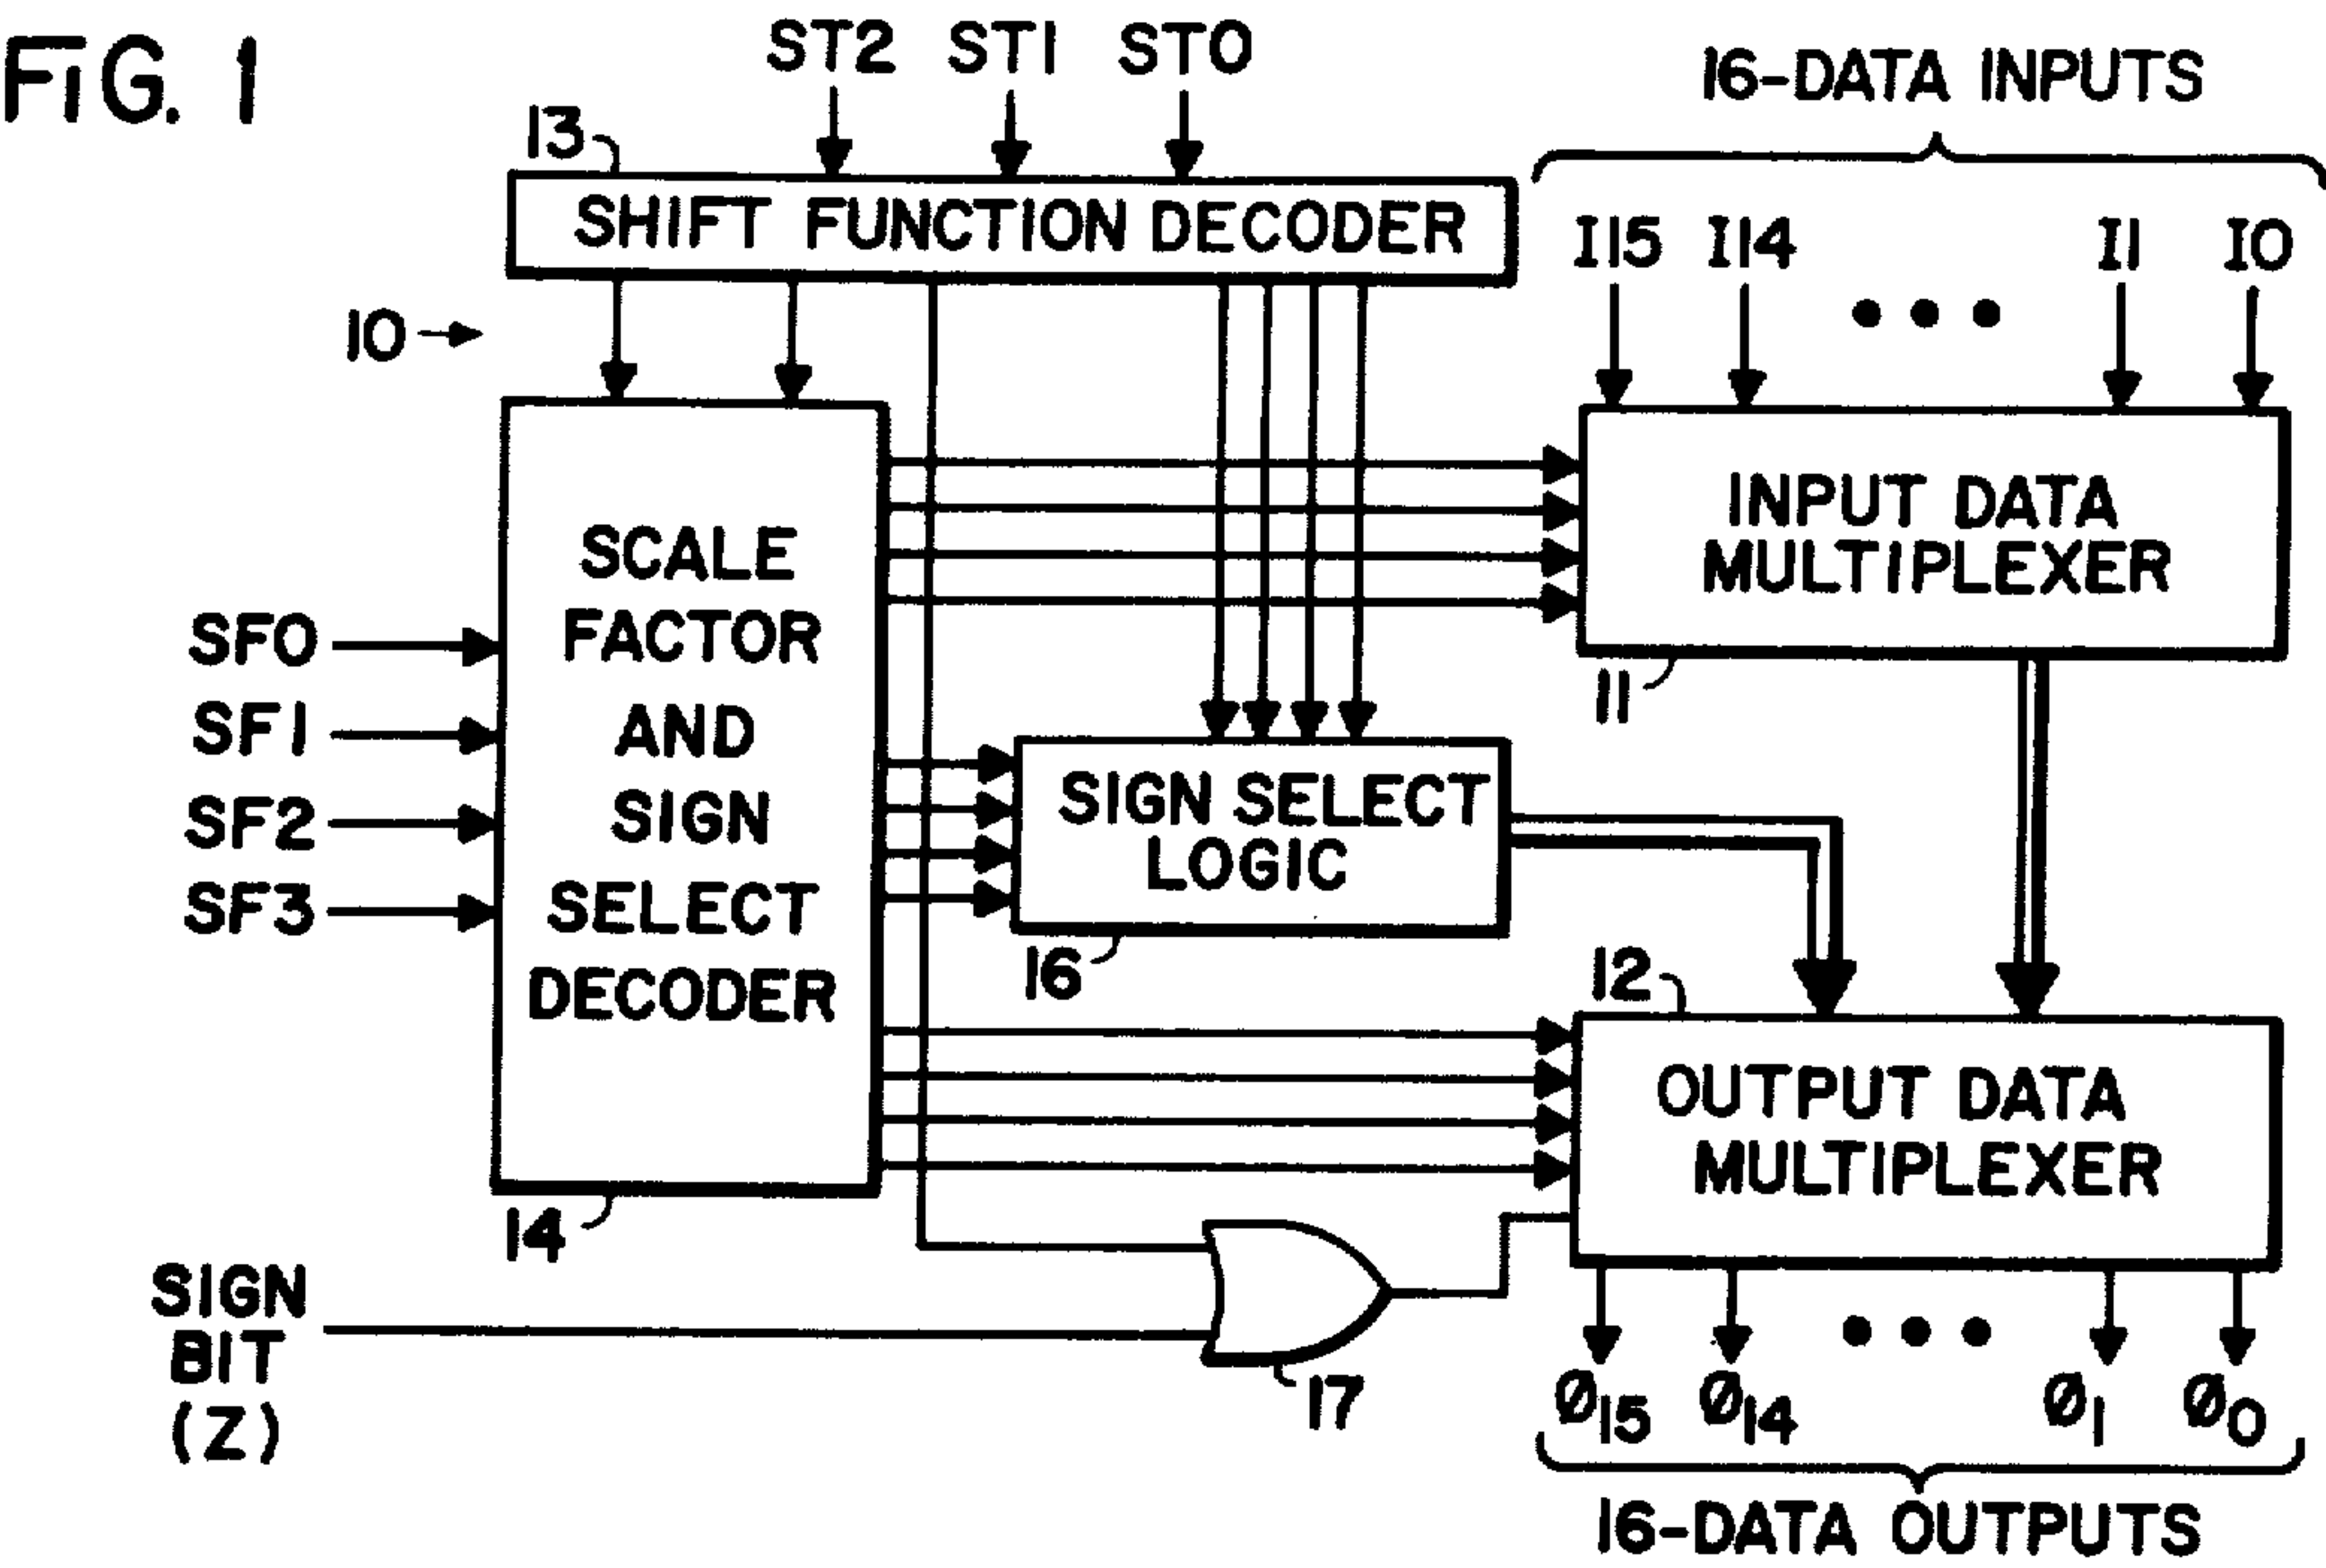 FIG. 1
ST2 ST1 ST0
16-DATA INPUTS
13
SHIFT FUNCTION DECODER
I15 I14 I1 I0
10
SCALE
FACTOR
AND
SIGN
SELECT
DECODER
INPUT DATA
MULTIPLEXER
11
SF0
SF1
SF2
SF3
SIGN SELECT
LOGIC
16
12
OUTPUT DATA
MULTIPLEXER
14
SIGN
BIT
(Z)
17
Ø15 Ø14 Ø1 Ø0
16-DATA OUTPUTS